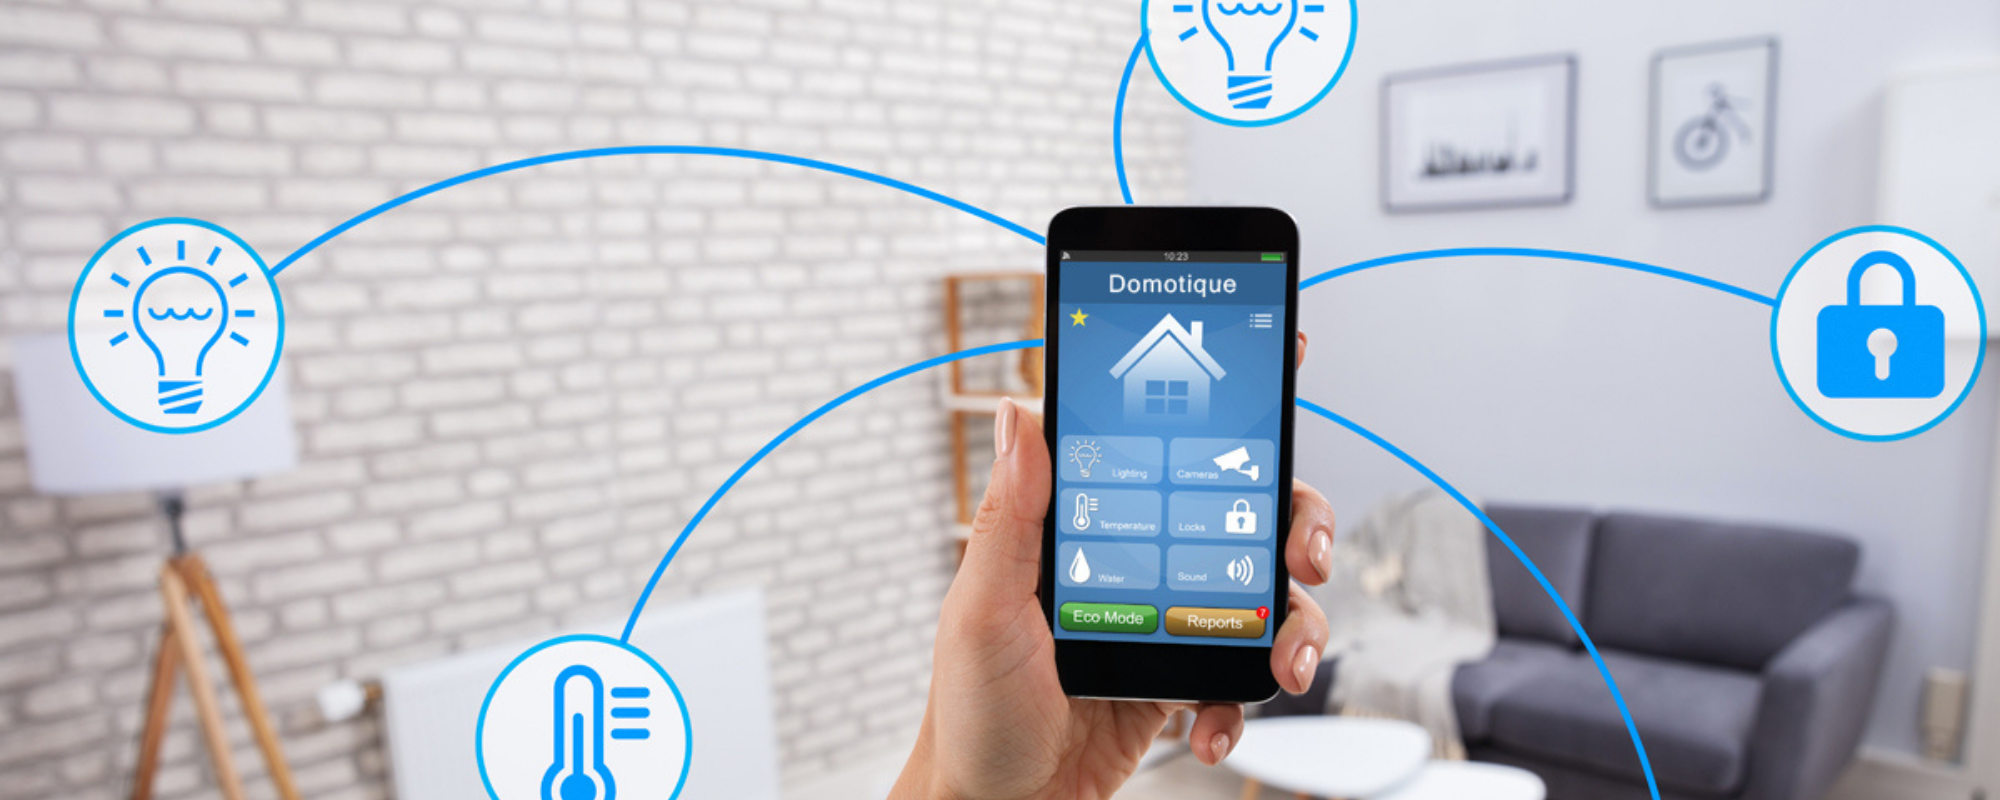 10:23
Domotique
Lighting
Cameras
Temperature
Locks
Water
Sound
Eco Mode
Reports
7